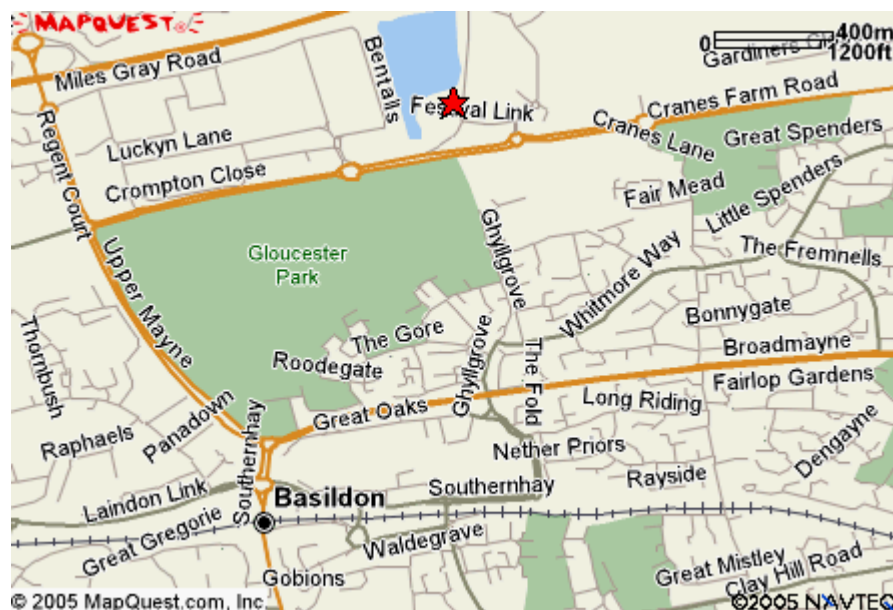 MAPQUEST
400m
0
1200ft
Miles Gray Road
Bentalls
Festival Link
Cranes Farm Road
Regent Court
Luckyn Lane
Cranes Lane
Great Spenders
Crompton Close
Fair Mead
Little Spenders
Upper Mayne
Gloucester
Park
Ghyllgrove
Whitmore Way
The Fremnells
Thornbush
The Gore
Bonnygate
Roodegate
Ghyllgrove
The Fold
Broadmayne
Fairlop Gardens
Panadown
Great Oaks
Long Riding
Raphaels
Southernhay
Nether Priors
Dengayne
Rayside
Laindon Link
Basildon
Southernhay
Great Gregorie
Waldegrave
Gobions
Great Mistley
Clay Hill Road
© 2005 MapQuest.com, Inc.
©2005 NAVTEQ